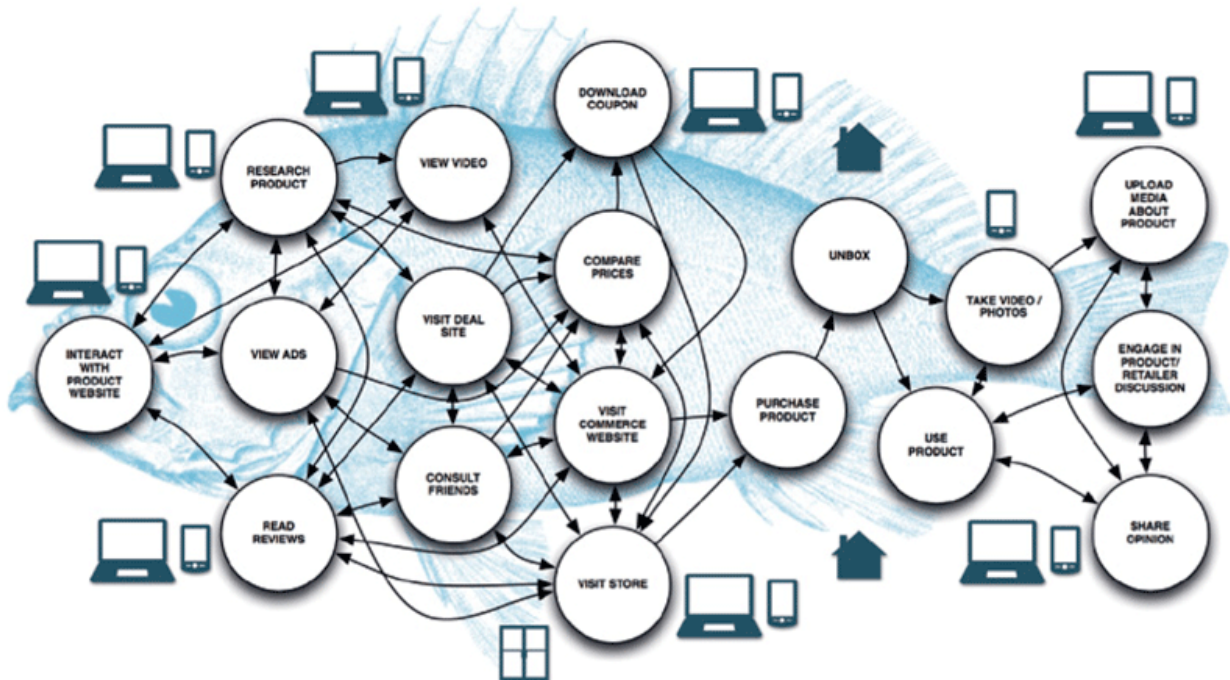 DOWNLOAD
COUPON
RESEARCH
PRODUCT
VIEW VIDEO
UPLOAD
MEDIA
ABOUT
PRODUCT
COMPARE
PRICES
UNBOX
VISIT DEAL
SITE
TAKE VIDEO /
PHOTOS
INTERACT
WITH
PRODUCT
WEBSITE
VIEW ADS
ENGAGE IN
PRODUCT/
RETAILER
DISCUSSION
VISIT
COMMERCE
WEBSITE
PURCHASE
PRODUCT
USE
PRODUCT
CONSULT
FRIENDS
READ
REVIEWS
SHARE
OPINION
VISIT STORE